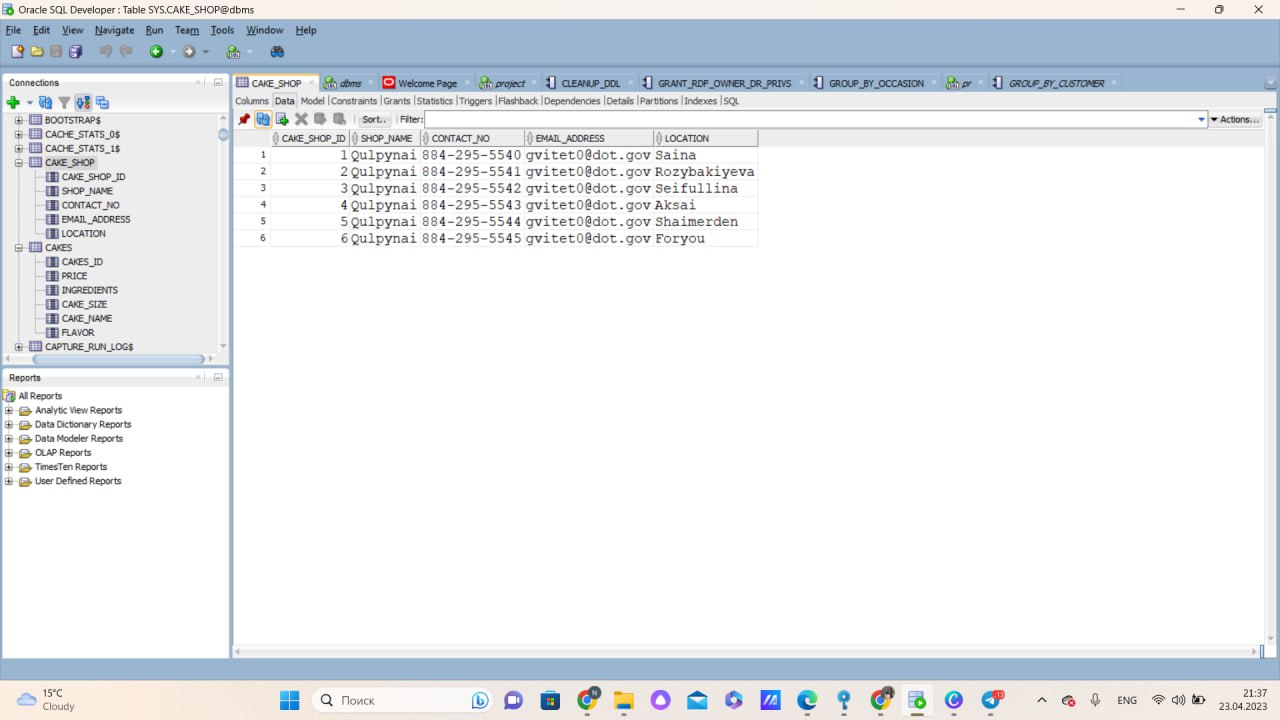 Oracle SQL Developer : Table SYS.CAKE_SHOP@dbms
File Edit View Navigate Run Team Tools Window Help
Connections
BOOTSTRAP$
CACHE_STATS_0$
CACHE_STATS_1$
CAKE_SHOP
CAKE_SHOP_ID
SHOP_NAME
CONTACT_NO
EMAIL_ADDRESS
LOCATION
CAKES
CAKES_ID
PRICE
INGREDIENTS
CAKE_SIZE
CAKE_NAME
FLAVOR
CAPTURE_RUN_LOG$
Reports
All Reports
Analytic View Reports
Data Dictionary Reports
Data Modeler Reports
OLAP Reports
TimesTen Reports
User Defined Reports
CAKE_SHOP dbms Welcome Page project CLEANUP_DDL GRANT_RDF_OWNER_DR_PRIVS GROUP_BY_OCCASION pr GROUP_BY_CUSTOMER
Columns Data Model Constraints Grants Statistics Triggers Flashback Dependencies Details Partitions Indexes SQL
Sort.. Filter: Actions...
CAKE_SHOP_ID SHOP_NAME CONTACT_NO EMAIL_ADDRESS LOCATION
1 1 Qulpynai 884-295-5540 gvitet0@dot.gov Saina
2 2 Qulpynai 884-295-5541 gvitet0@dot.gov Rozybakiyeva
3 3 Qulpynai 884-295-5542 gvitet0@dot.gov Seifullina
4 4 Qulpynai 884-295-5543 gvitet0@dot.gov Aksai
5 5 Qulpynai 884-295-5544 gvitet0@dot.gov Shaimerden
6 6 Qulpynai 884-295-5545 gvitet0@dot.gov Foryou
15°C
Cloudy
Поиск
ENG
21:37
23.04.2023